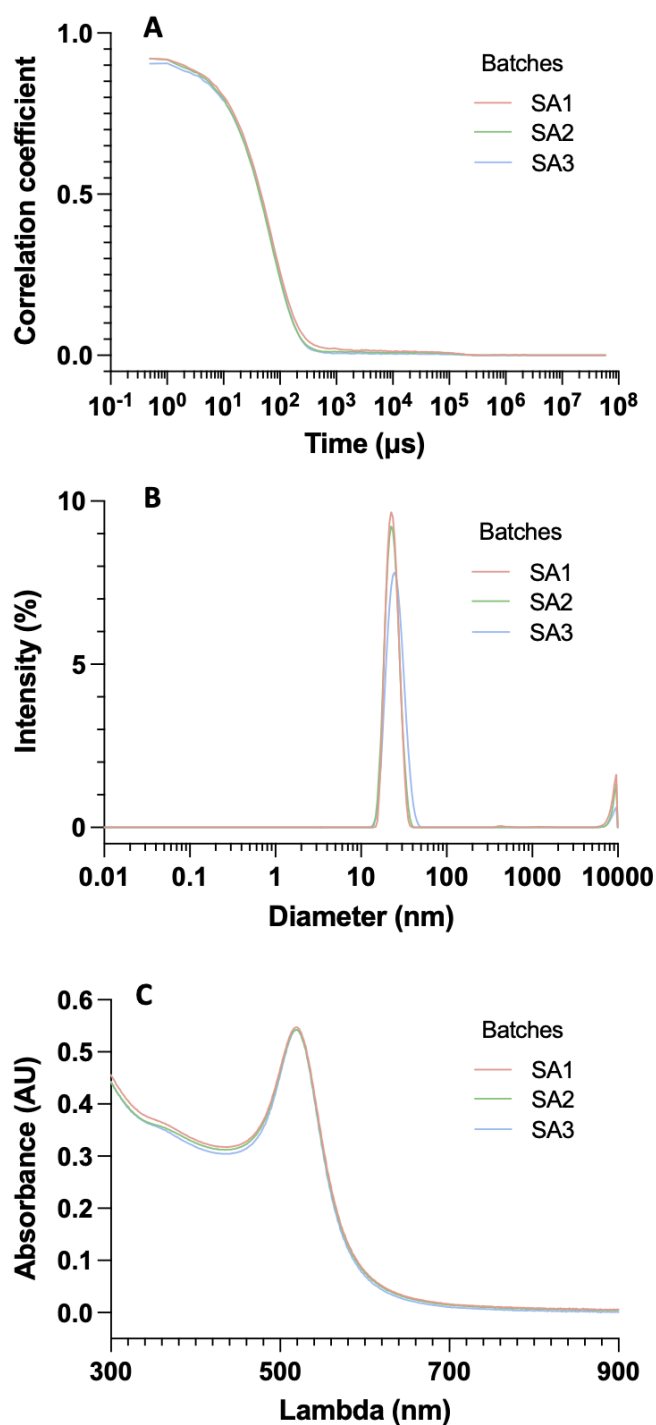 A
Correlation coefficient
1.0
0.5
0.0
10⁻¹ 10⁰ 10¹ 10² 10³ 10⁴ 10⁵ 10⁶ 10⁷ 10⁸
Time (µs)
Batches
SA1
SA2
SA3
B
Intensity (%)
10
5
0
0.01 0.1 1 10 100 1000 10000
Diameter (nm)
Batches
SA1
SA2
SA3
C
Absorbance (AU)
0.6
0.5
0.4
0.3
0.2
0.1
0.0
300 500 700 900
Lambda (nm)
Batches
SA1
SA2
SA3